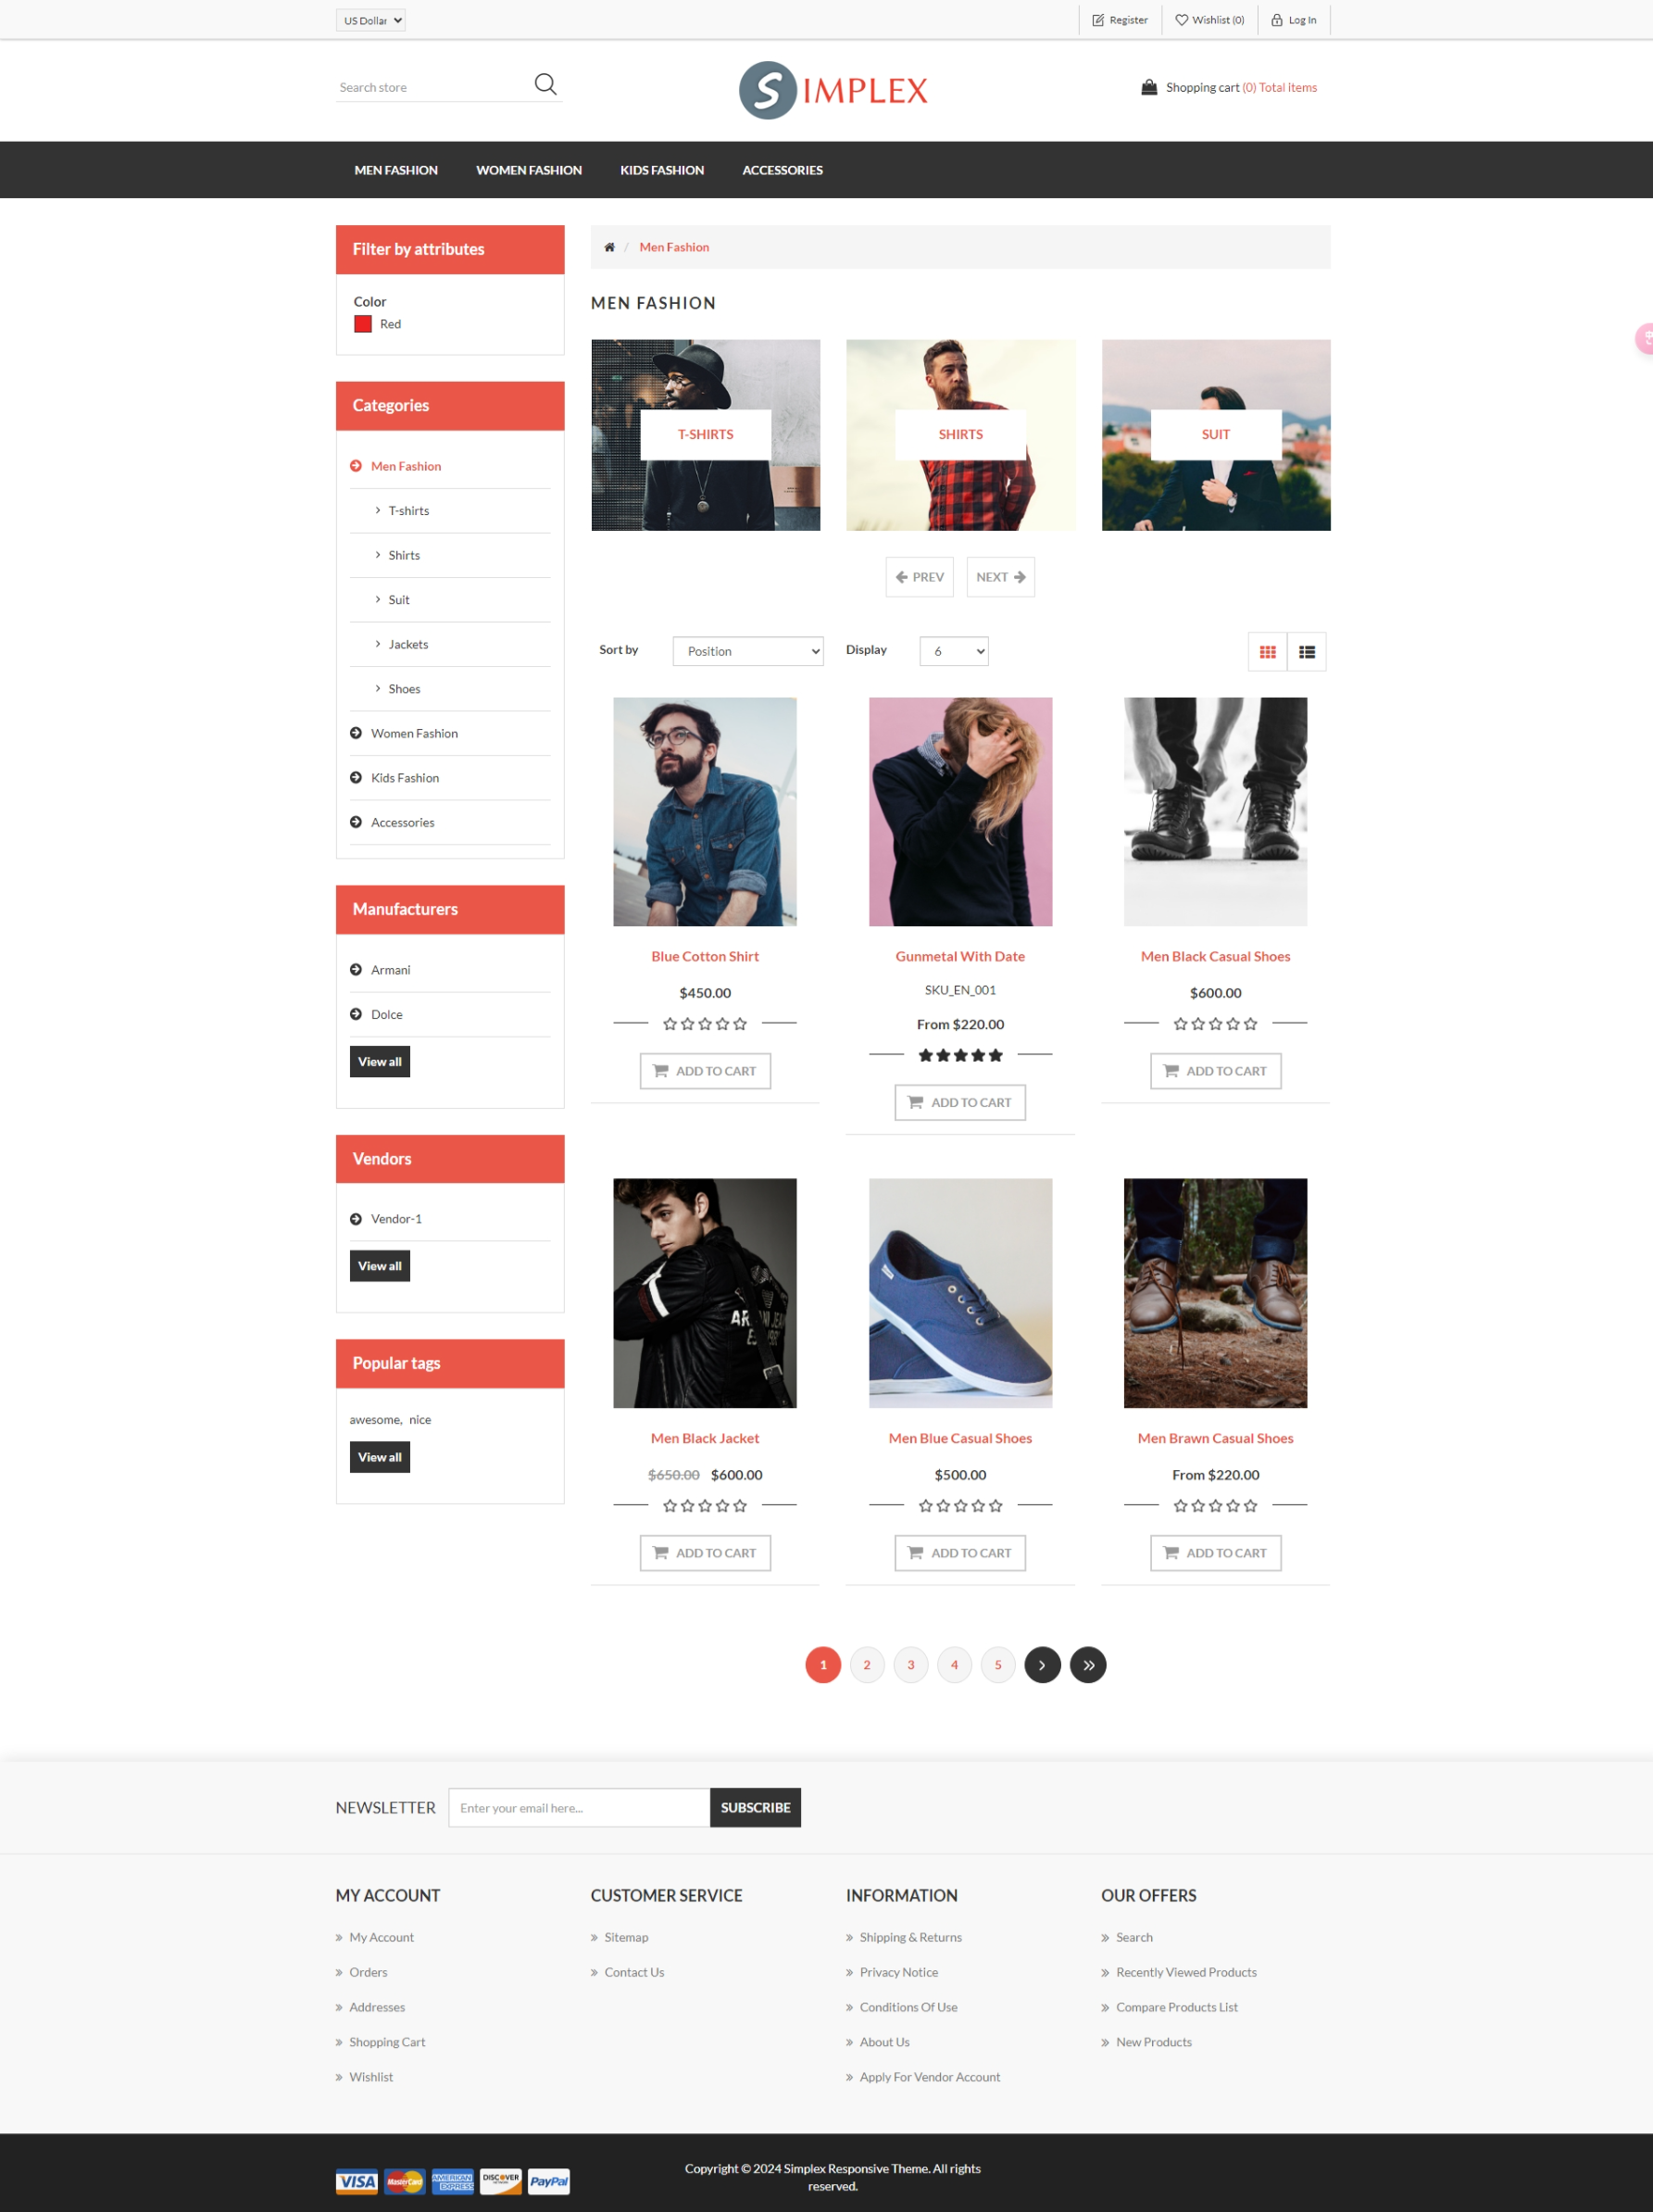 US Dollar
Register
Wishlist (0)
Log In
Search store
SIMPLEX
Shopping cart (0) Total Items
MEN FASHION
WOMEN FASHION
KIDS FASHION
ACCESSORIES
Filter by attributes
Color
Red
Categories
Men Fashion
T-shirts
Shirts
Suit
Jackets
Shoes
Women Fashion
Kids Fashion
Accessories
Manufacturers
Armani
Dolce
View all
Vendors
Vendor-1
View all
Popular tags
awesome, nice
View all
/ Men Fashion
MEN FASHION
T-SHIRTS
SHIRTS
SUIT
PREV
NEXT
Sort by
Position
Display
6
Blue Cotton Shirt
$450.00
ADD TO CART
Gunmetal With Date
SKU_EN_001
From $220.00
ADD TO CART
Men Black Casual Shoes
$600.00
ADD TO CART
Men Black Jacket
$650.00 $600.00
ADD TO CART
Men Blue Casual Shoes
$500.00
ADD TO CART
Men Brawn Casual Shoes
From $220.00
ADD TO CART
1
2
3
4
5
NEWSLETTER
Enter your email here...
SUBSCRIBE
MY ACCOUNT
» My Account
» Orders
» Addresses
» Shopping Cart
» Wishlist
CUSTOMER SERVICE
» Sitemap
» Contact Us
INFORMATION
» Shipping & Returns
» Privacy Notice
» Conditions Of Use
» About Us
» Apply For Vendor Account
OUR OFFERS
» Search
» Recently Viewed Products
» Compare Products List
» New Products
VISA
MasterCard
AMERICAN EXPRESS
DISCOVER
PayPal
Copyright © 2024 Simplex Responsive Theme. All rights
reserved.